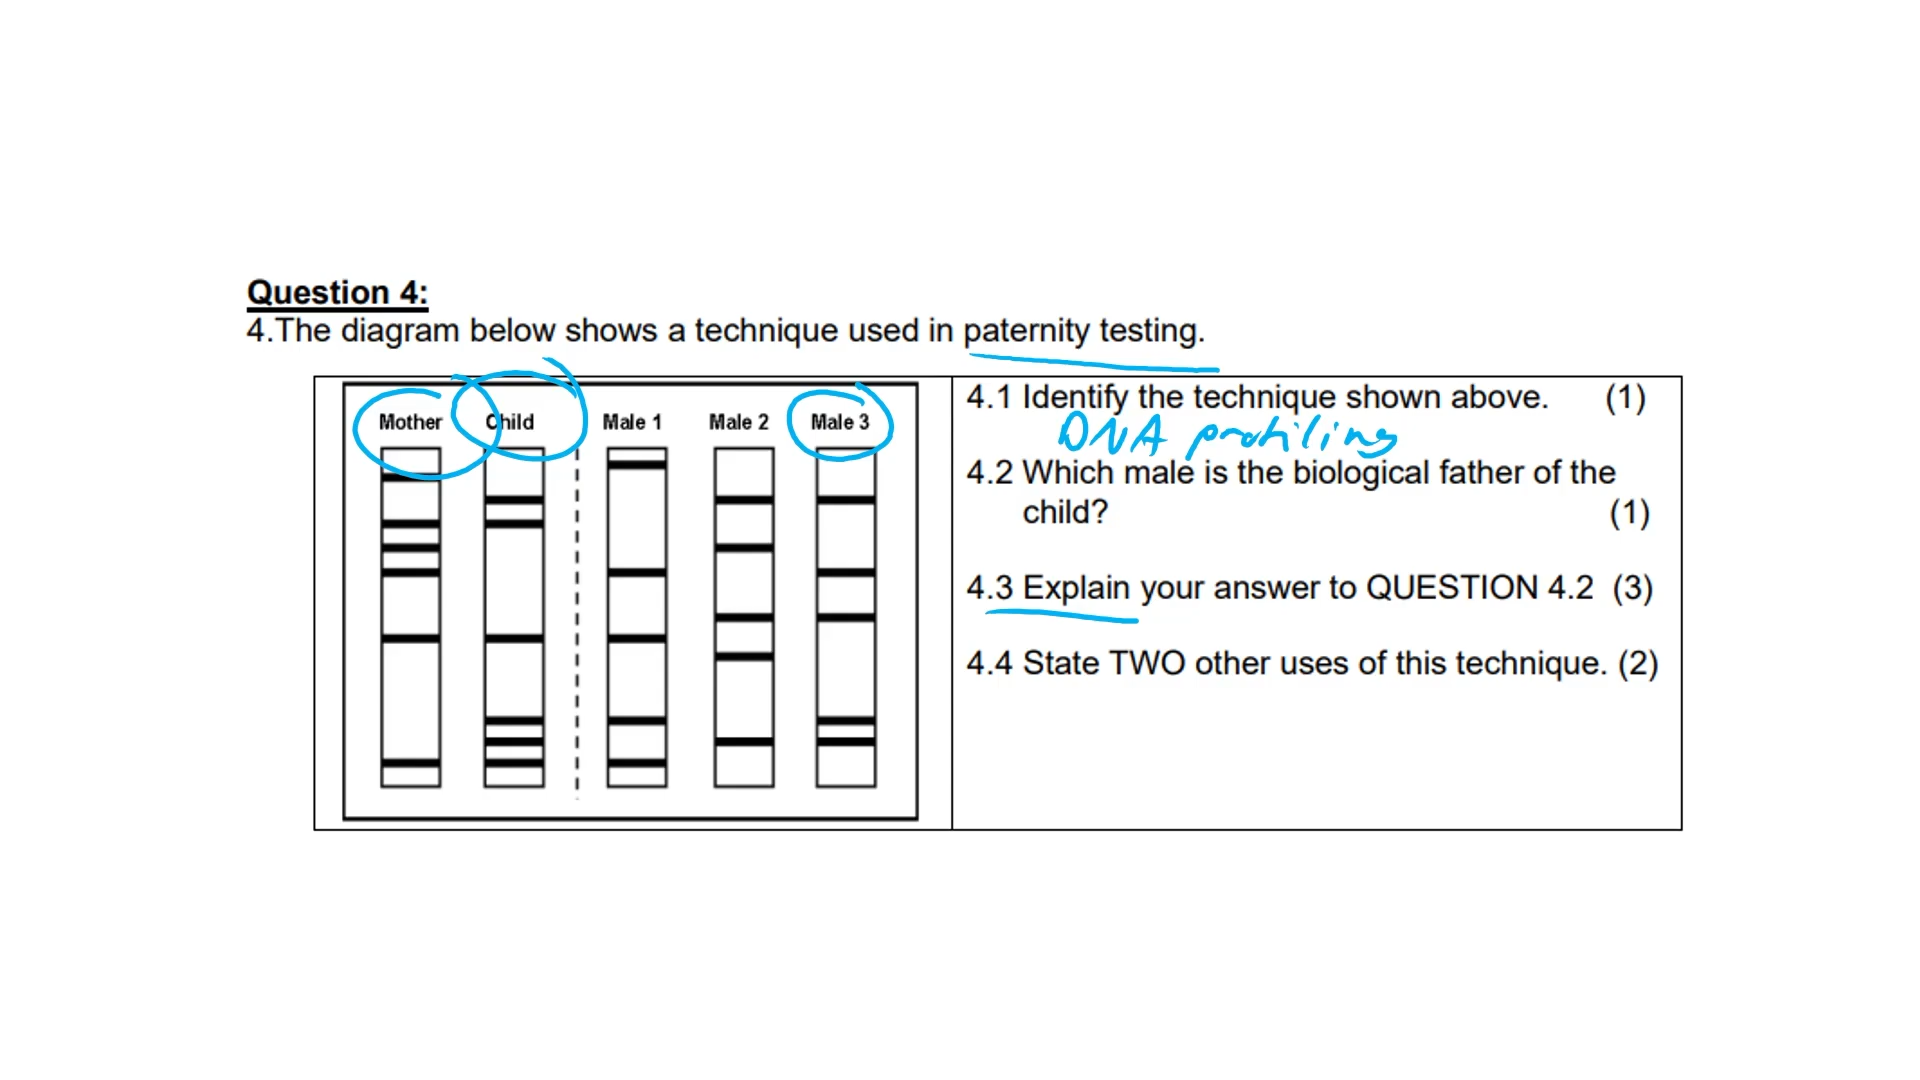 Question 4:
4.The diagram below shows a technique used in paternity testing.
Mother Child Male 1 Male 2 Male 3
4.1 Identify the technique shown above. (1)
DNA profiling
4.2 Which male is the biological father of the
child? (1)
4.3 Explain your answer to QUESTION 4.2 (3)
4.4 State TWO other uses of this technique. (2)